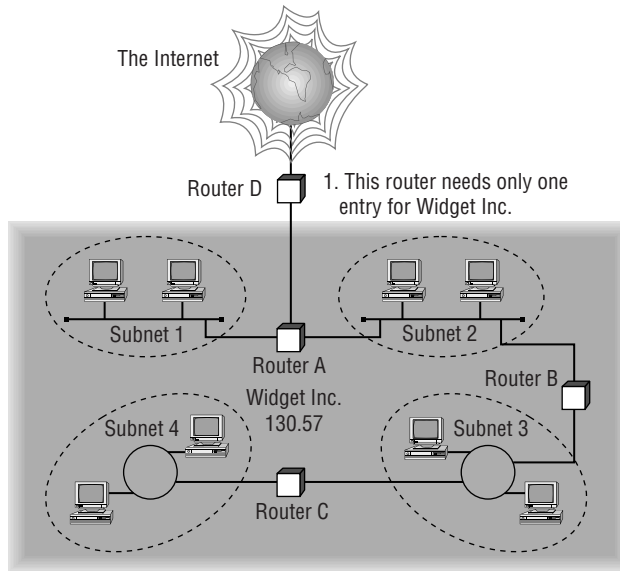 The Internet
Router D
1. This router needs only one
entry for Widget Inc.
Subnet 1
Subnet 2
Router A
Router B
Widget Inc.
130.57
Subnet 4
Subnet 3
Router C